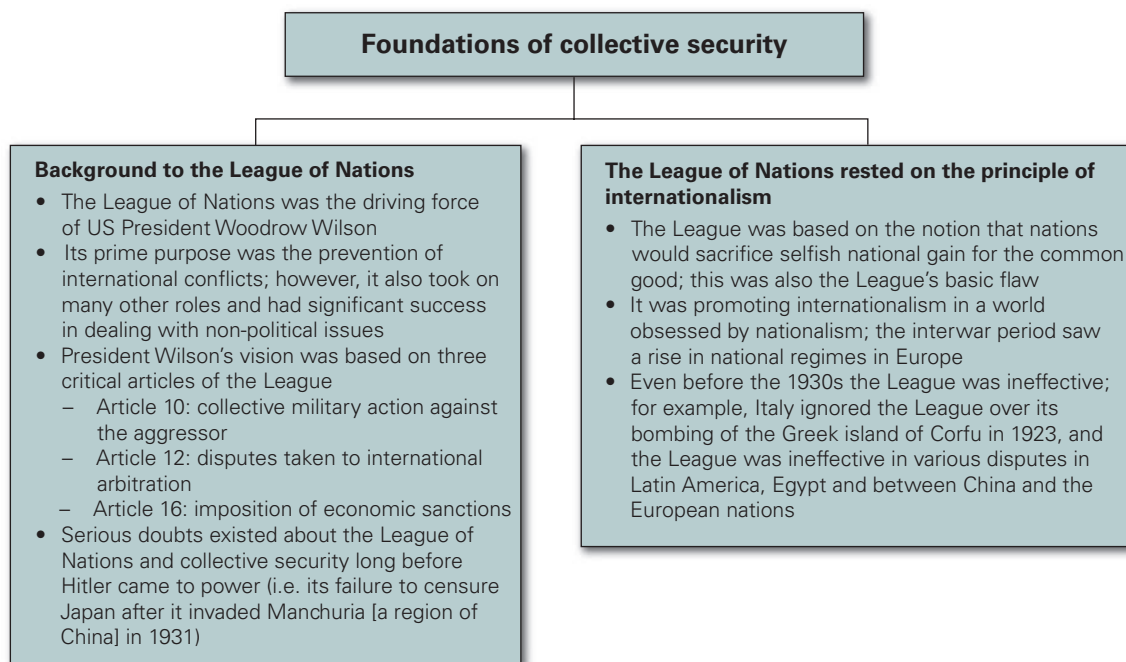 Foundations of collective security
Background to the League of Nations
• The League of Nations was the driving force
of US President Woodrow Wilson
• Its prime purpose was the prevention of
international conflicts; however, it also took on
many other roles and had significant success
in dealing with non-political issues
• President Wilson’s vision was based on three
critical articles of the League
– Article 10: collective military action against
the aggressor
– Article 12: disputes taken to international
arbitration
– Article 16: imposition of economic sanctions
• Serious doubts existed about the League of
Nations and collective security long before
Hitler came to power (i.e. its failure to censure
Japan after it invaded Manchuria [a region of
China] in 1931)
The League of Nations rested on the principle of
internationalism
• The League was based on the notion that nations
would sacrifice selfish national gain for the common
good; this was also the League’s basic flaw
• It was promoting internationalism in a world
obsessed by nationalism; the interwar period saw
a rise in national regimes in Europe
• Even before the 1930s the League was ineffective;
for example, Italy ignored the League over its
bombing of the Greek island of Corfu in 1923, and
the League was ineffective in various disputes in
Latin America, Egypt and between China and the
European nations